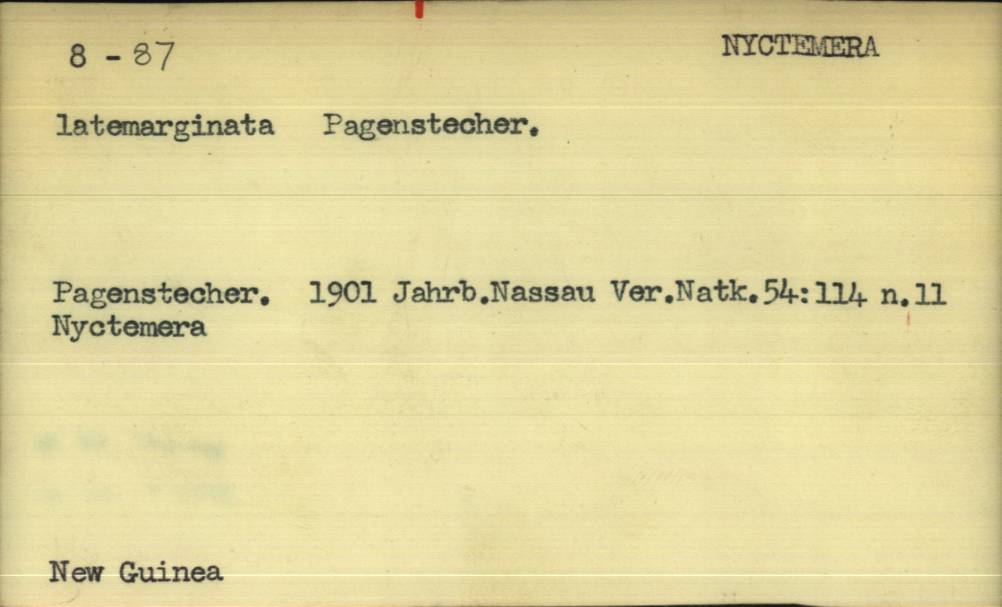 8 - 87 NYCTEMERA
latemarginata Pagenstecher.
Pagenstecher. 1901 Jahrb.Nassau Ver.Natk.54:114 n.11
Nyctemera
New Guinea